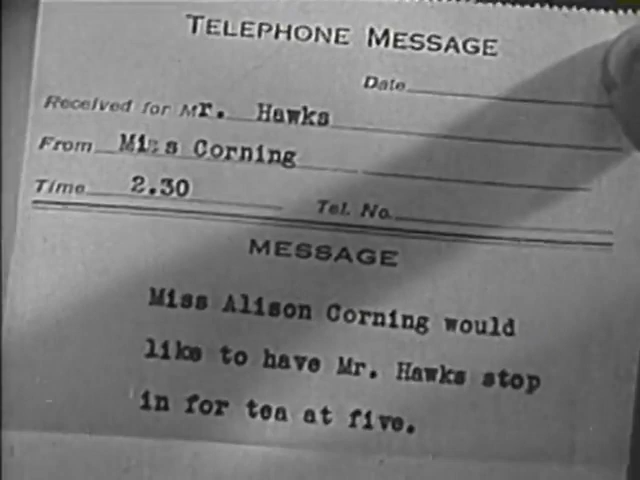 TELEPHONE MESSAGE
Date
Received for Mr. Hawks
From Miss Corning
Time 2.30 Tel. No.
MESSAGE
Miss Alison Corning would
like to have Mr. Hawks stop
in for tea at five.